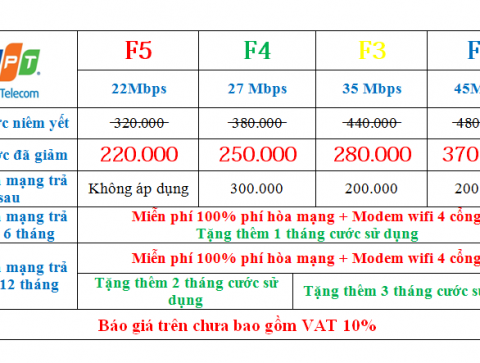 PT
Telecom
F5 F4 F3 F
22Mbps 27 Mbps 35 Mbps 45M
niêm yết 320.000 380.000 440.000 480
đã giảm 220.000 250.000 280.000 370
mạng trả
sau
Không áp dụng 300.000 200.000 200
mạng trả
6 tháng
Miễn phí 100% phí hòa mạng + Modem wifi 4 cổng
Tặng thêm 1 tháng cước sử dụng
mạng trả
12 tháng
Miễn phí 100% phí hòa mạng + Modem wifi 4 cổng
Tặng thêm 2 tháng cước sử
dụng
Tặng thêm 3 tháng cước sử
Báo giá trên chưa bao gồm VAT 10%